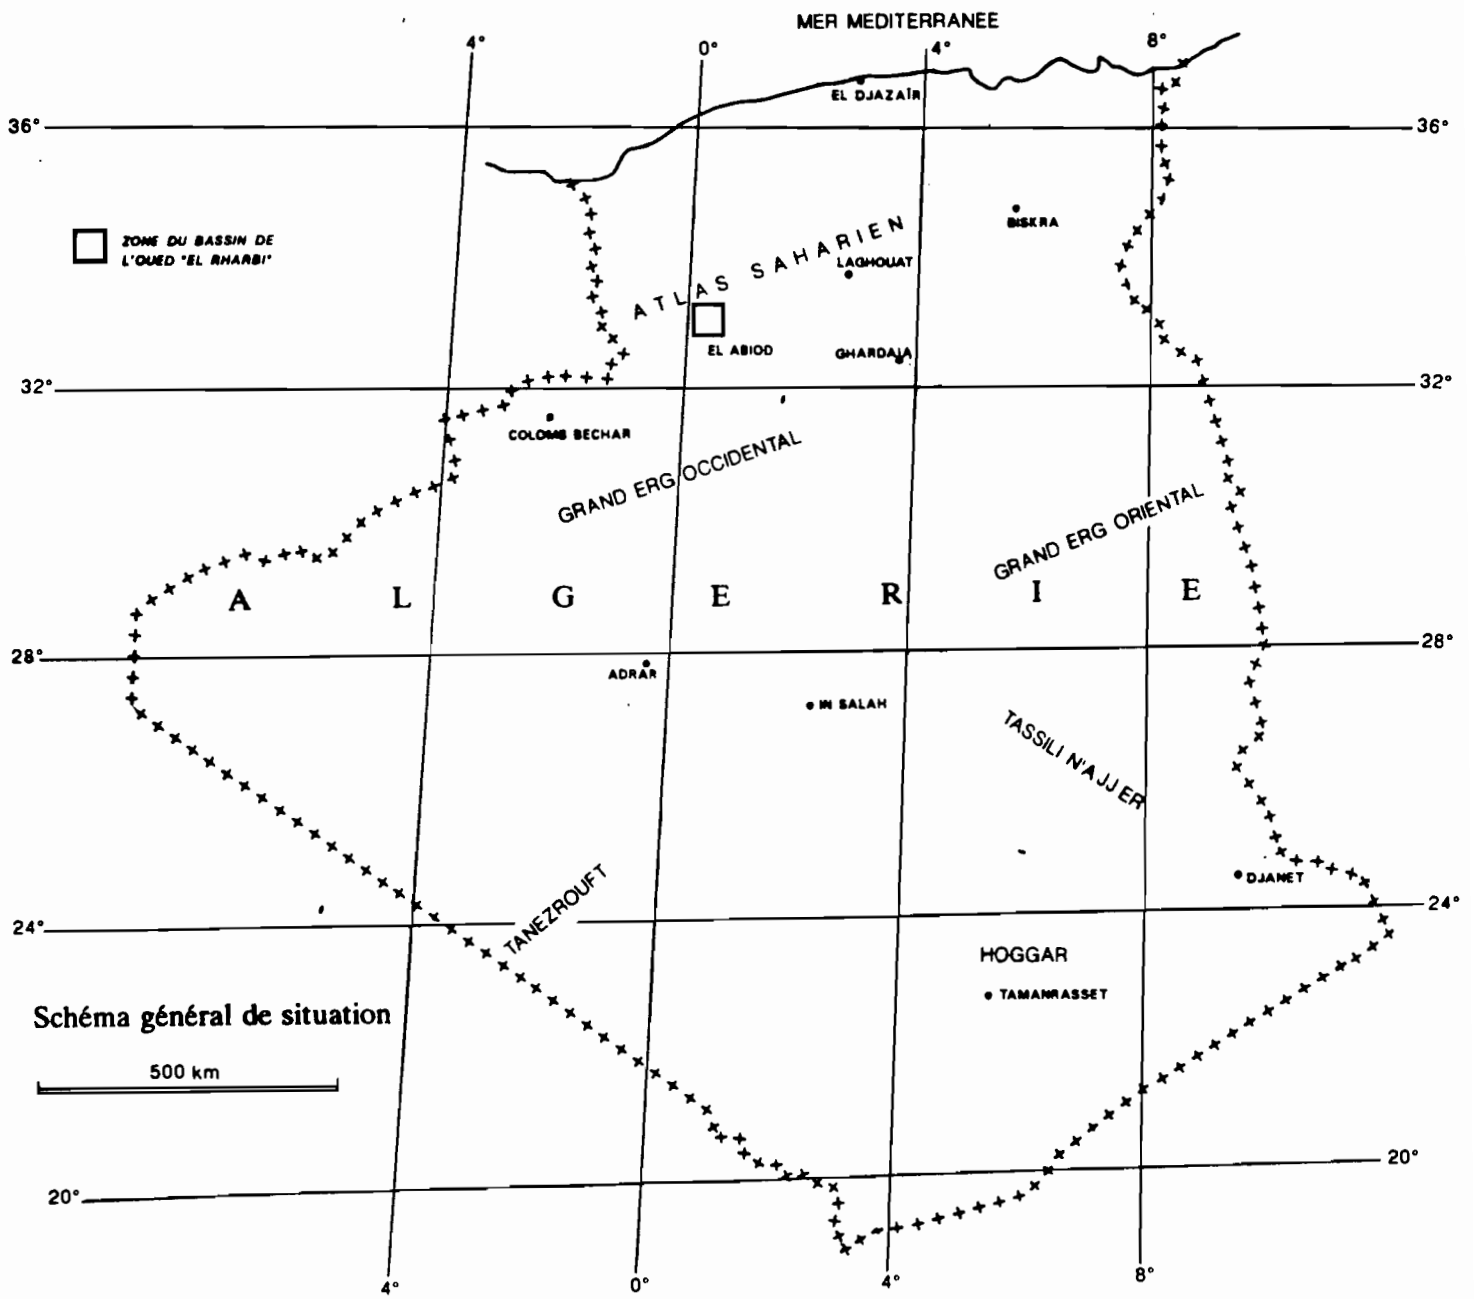 MER MEDITERRANEE
4°
0°
4°
8°
EL DJAZAÏR
36°
36°
BISKRA
ZONE DU BASSIN DE
L'OUED "EL RHARBI"
ATLAS SAHARIEN
LAGHOUAT
EL ABIOD
GHARDAJA
32°
32°
COLOMB BECHAR
GRAND ERG OCCIDENTAL
GRAND ERG ORIENTAL
ALGERIE
28°
28°
ADRAR
IN SALAH
TASSILI N'AJJER
TANEZROUFT
DJANET
24°
24°
HOGGAR
TAMANRASSET
Schéma général de situation
500 km
20°
20°
4°
0°
4°
8°